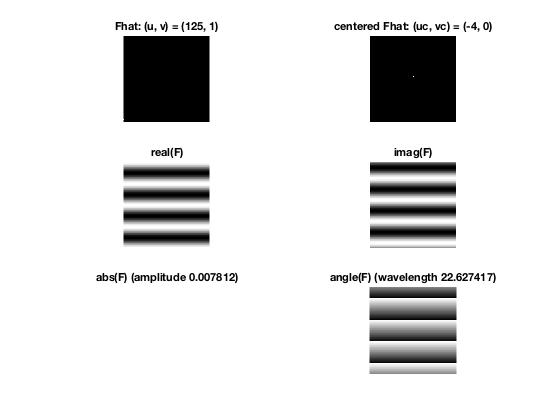 Fhat: (u, v) = (125, 1)
centered Fhat: (uc, vc) = (-4, 0)
real(F)
imag(F)
abs(F) (amplitude 0.007812)
angle(F) (wavelength 22.627417)